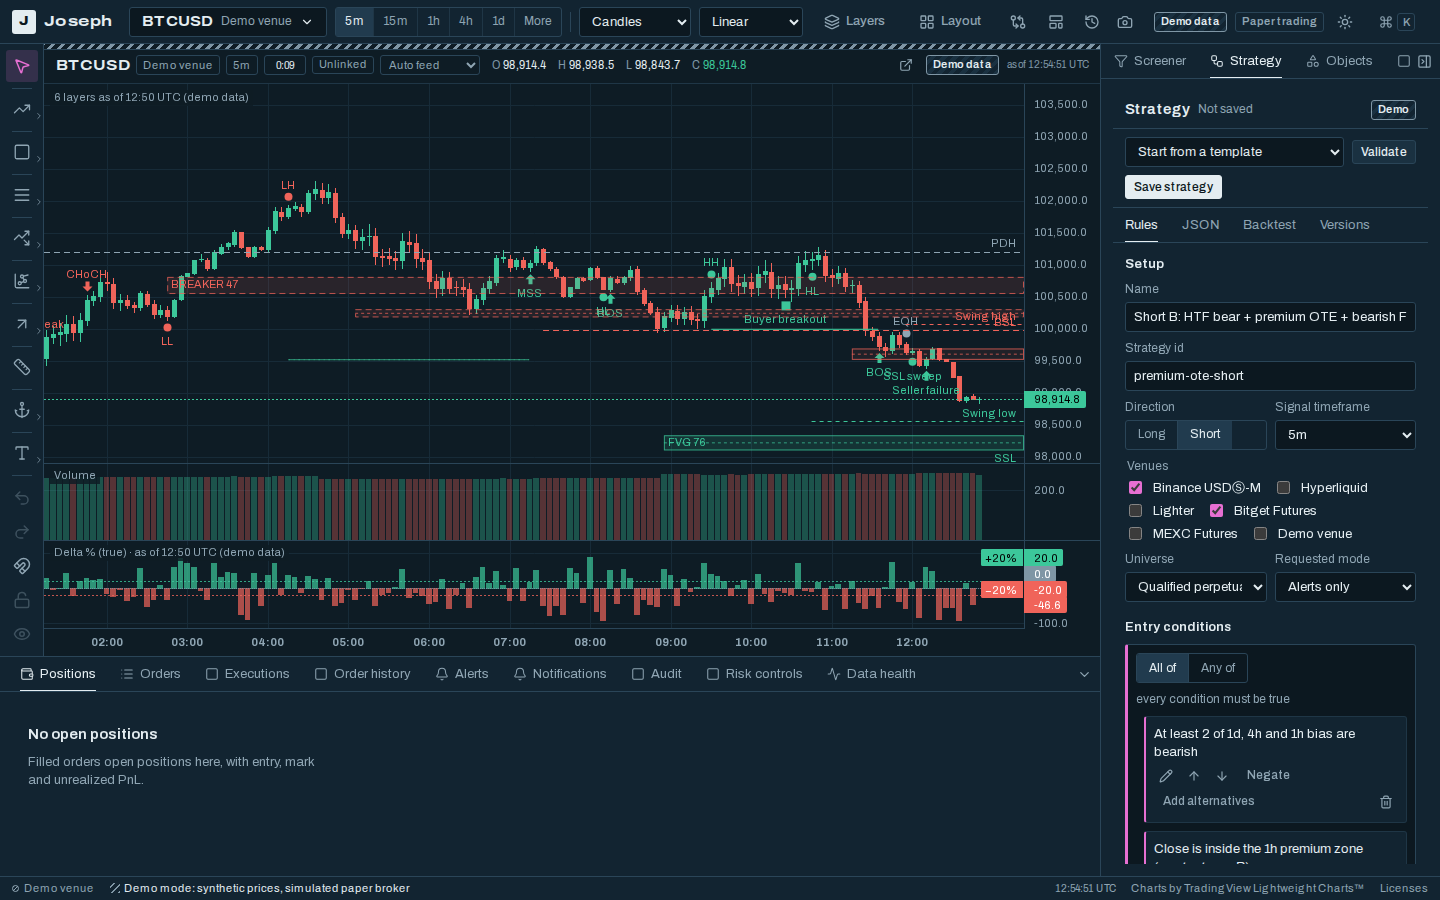 J Joseph
BTCUSD Demo venue
5m 15m 1h 4h 1d More
Candles
Linear
Layers
Layout
Demo data
Paper trading
⌘ K
BTCUSD Demo venue 5m 0:09 Unlinked Auto feed O 98,914.4 H 98,938.5 L 98,843.7 C 98,914.8
Demo data as of 12:54:51 UTC
6 layers as of 12:50 UTC (demo data)
103,500.0
103,000.0
102,500.0
102,000.0
101,500.0
101,000.0
100,500.0
100,000.0
99,500.0
98,914.8
98,500.0
98,000.0
LH
PDH
CHoCH
BREAKER 47
HH
MSS
HL
BOS
Buyer breakout
EQH
Swing high
BSL
LL
BOS
SSL sweep
Seller failure
Swing low
FVG 76
SSL
Volume
200.0
Delta % (true) · as of 12:50 UTC (demo data)
+20% 20.0
0.0
−20% -20.0
-46.6
-100.0
02:00 03:00 04:00 05:00 06:00 07:00 08:00 09:00 10:00 11:00 12:00
Positions Orders Executions Order history Alerts Notifications Audit Risk controls Data health
No open positions
Filled orders open positions here, with entry, mark
and unrealized PnL.
Screener Strategy Objects
Strategy Not saved Demo
Start from a template
Validate
Save strategy
Rules JSON Backtest Versions
Setup
Name
Short B: HTF bear + premium OTE + bearish F
Strategy id
premium-ote-short
Direction Signal timeframe
Long Short 5m
Venues
Binance USDⓈ-M Hyperliquid
Lighter Bitget Futures
MEXC Futures Demo venue
Universe Requested mode
Qualified perpetua Alerts only
Entry conditions
All of Any of
every condition must be true
At least 2 of 1d, 4h and 1h bias are
bearish
Negate
Add alternatives
Close is inside the 1h premium zone
Demo venue Demo mode: synthetic prices, simulated paper broker
12:54:51 UTC Charts by TradingView Lightweight Charts™ Licenses